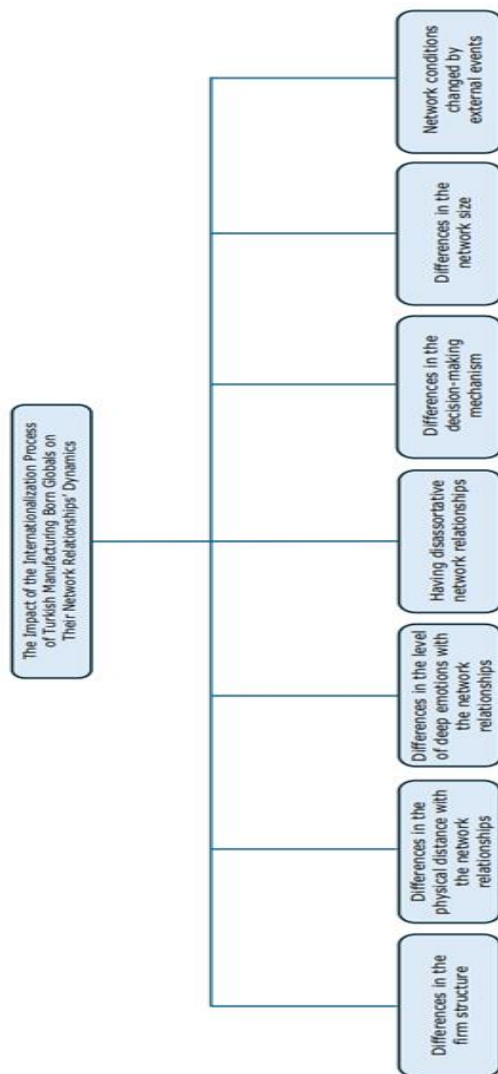 The Impact of the Internationalization Process
of Turkish Manufacturing Born Globals on
Their Network Relationships' Dynamics
Differences in the
firm structure
Differences in the
physical distance with
the network
relationships
Differences in the level
of deep emotions with
the network
relationships
Having disassortative
network relationships
Differences in the
decision-making
mechanism
Differences in the
network size
Network conditions
changed by
external events